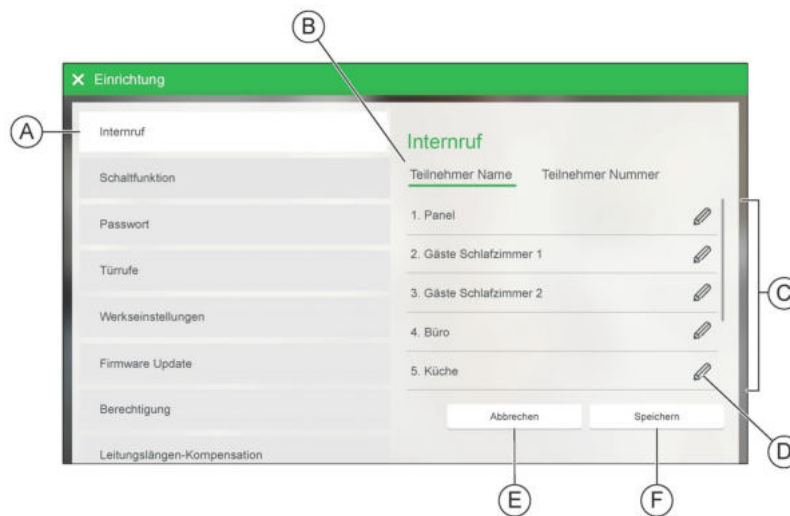 B
Einrichtung
A
Internruf
Schaltfunktion
Passwort
Türrufe
Werkseinstellungen
Firmware Update
Berechtigung
Leitungslängen-Kompensation
Internruf
Teilnehmer Name Teilnehmer Nummer
1. Panel
2. Gäste Schlafzimmer 1
3. Gäste Schlafzimmer 2
4. Büro
5. Küche
Abbrechen Speichern
C
D
E
F